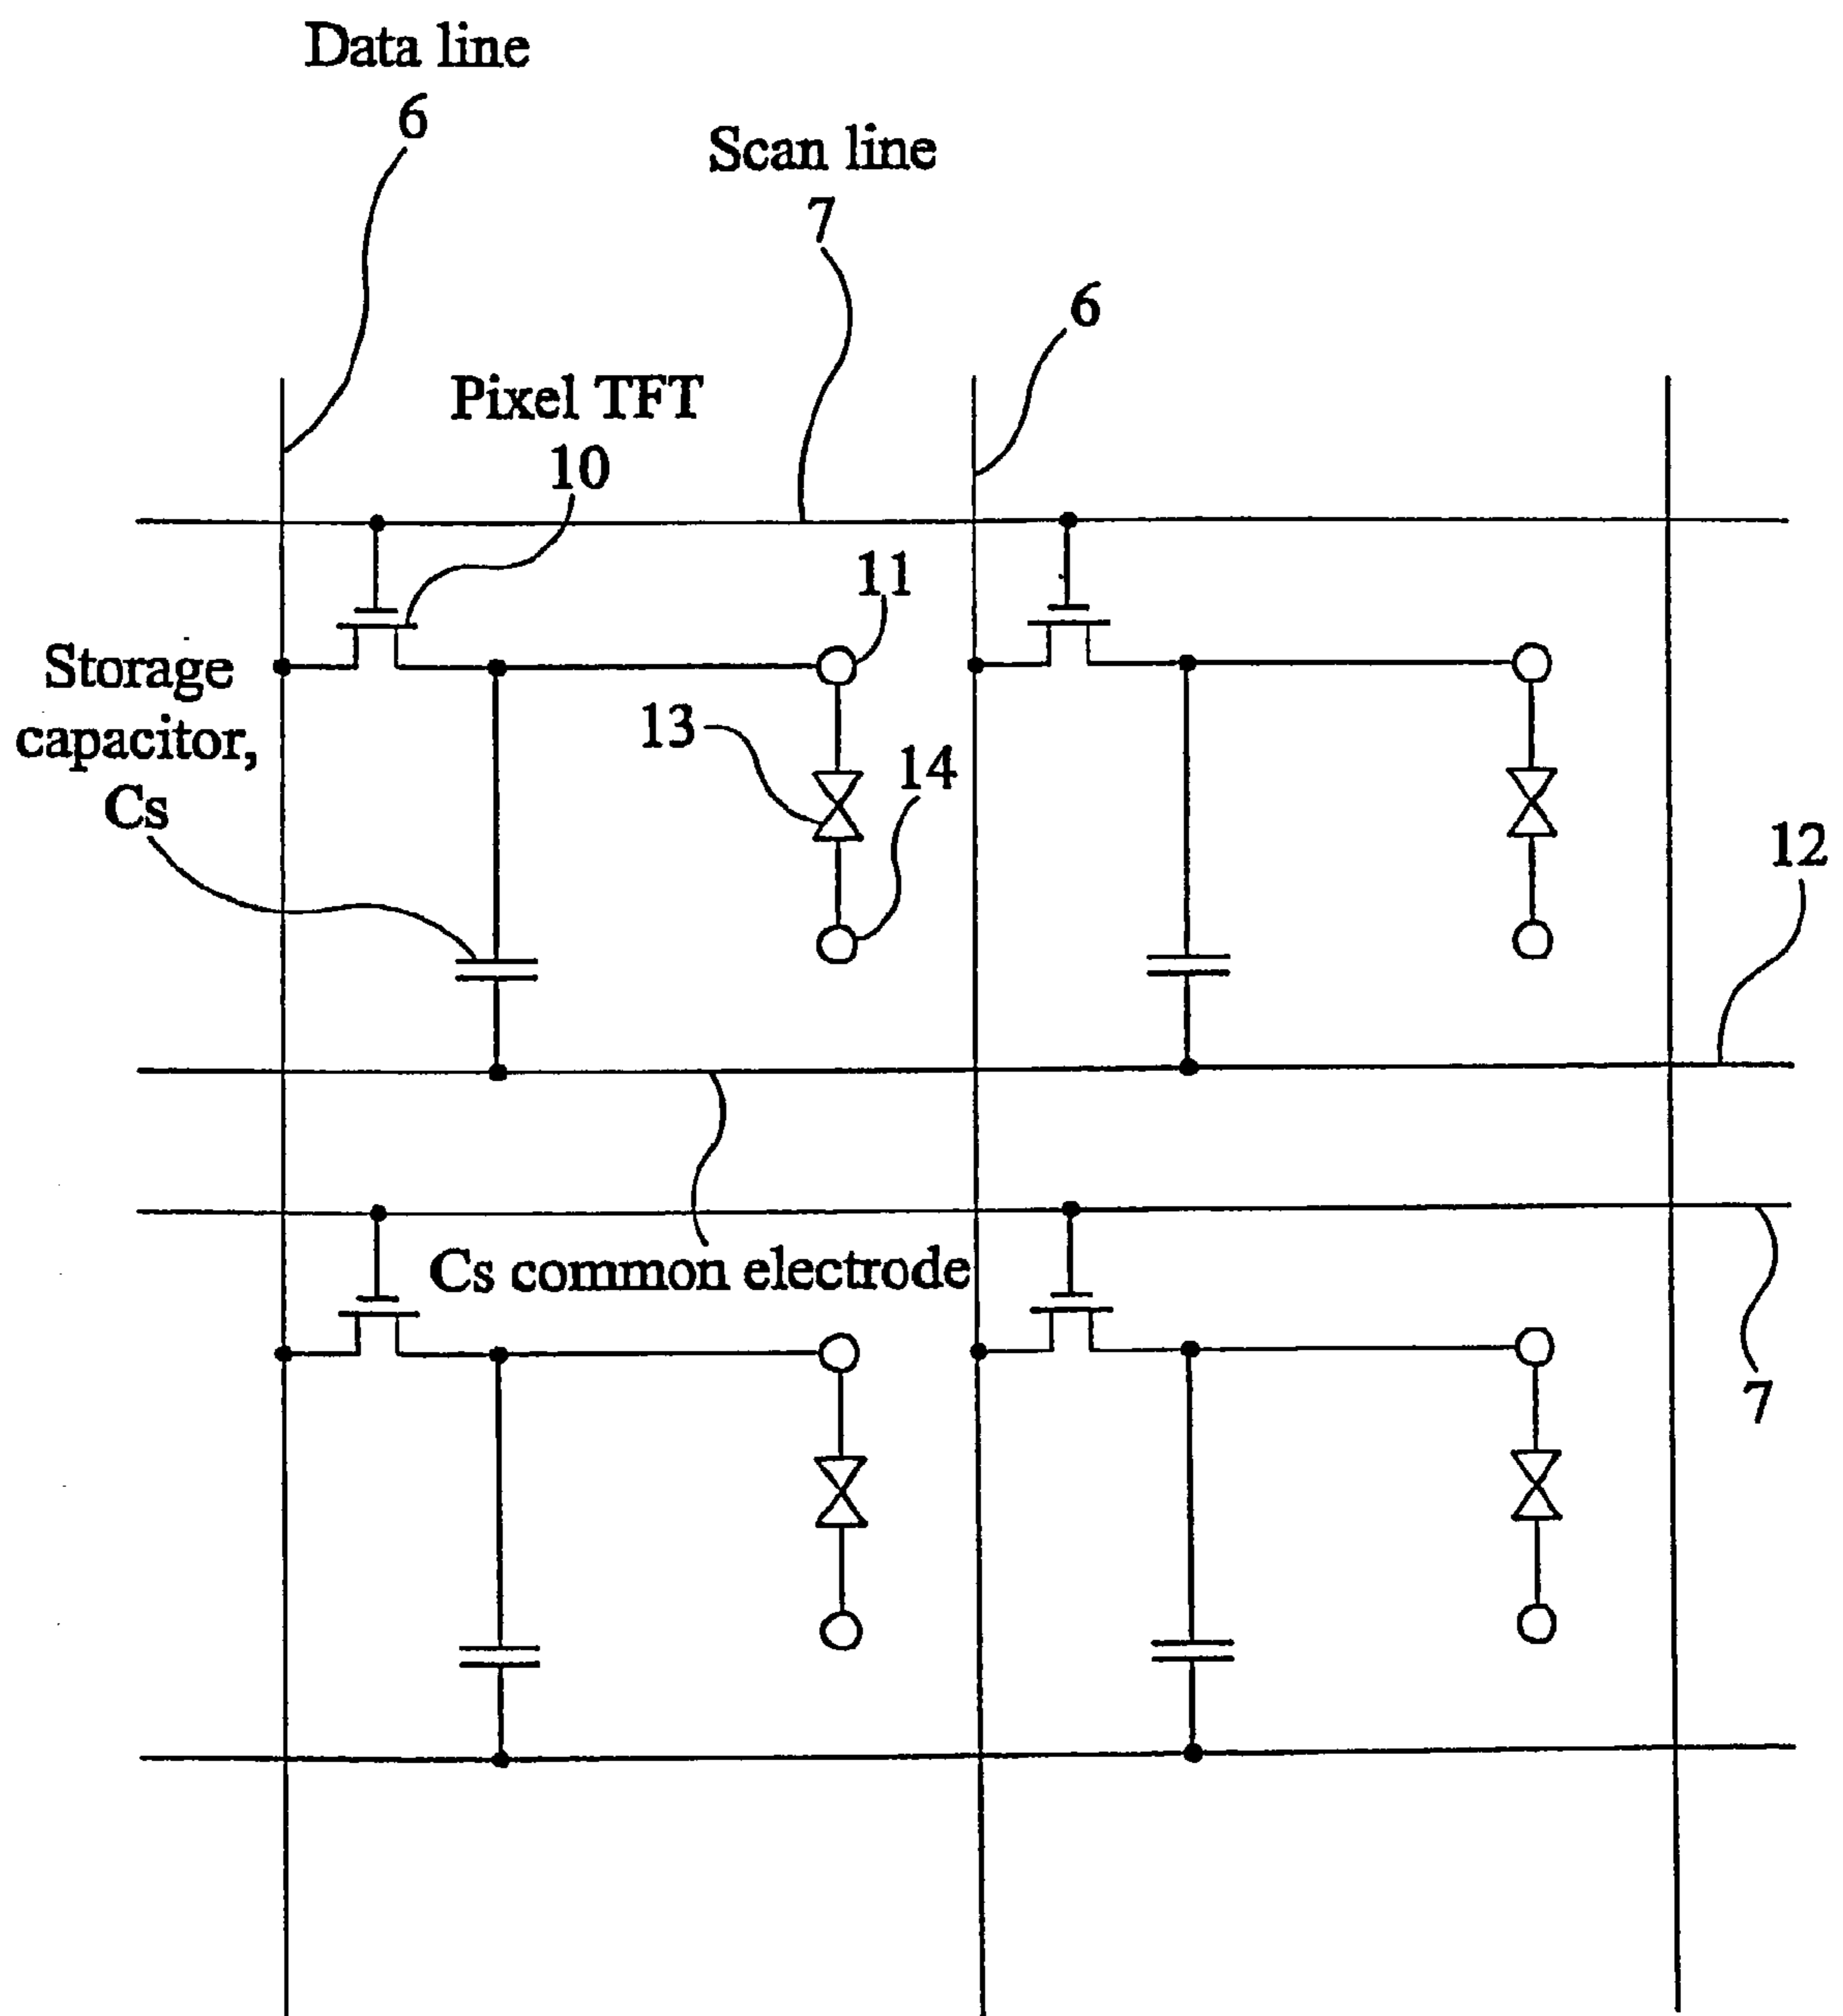 Data line
6
Scan line
7
6
Pixel TFT
10
11
Storage
capacitor,
Cs
13
14
12
Cs common electrode
7